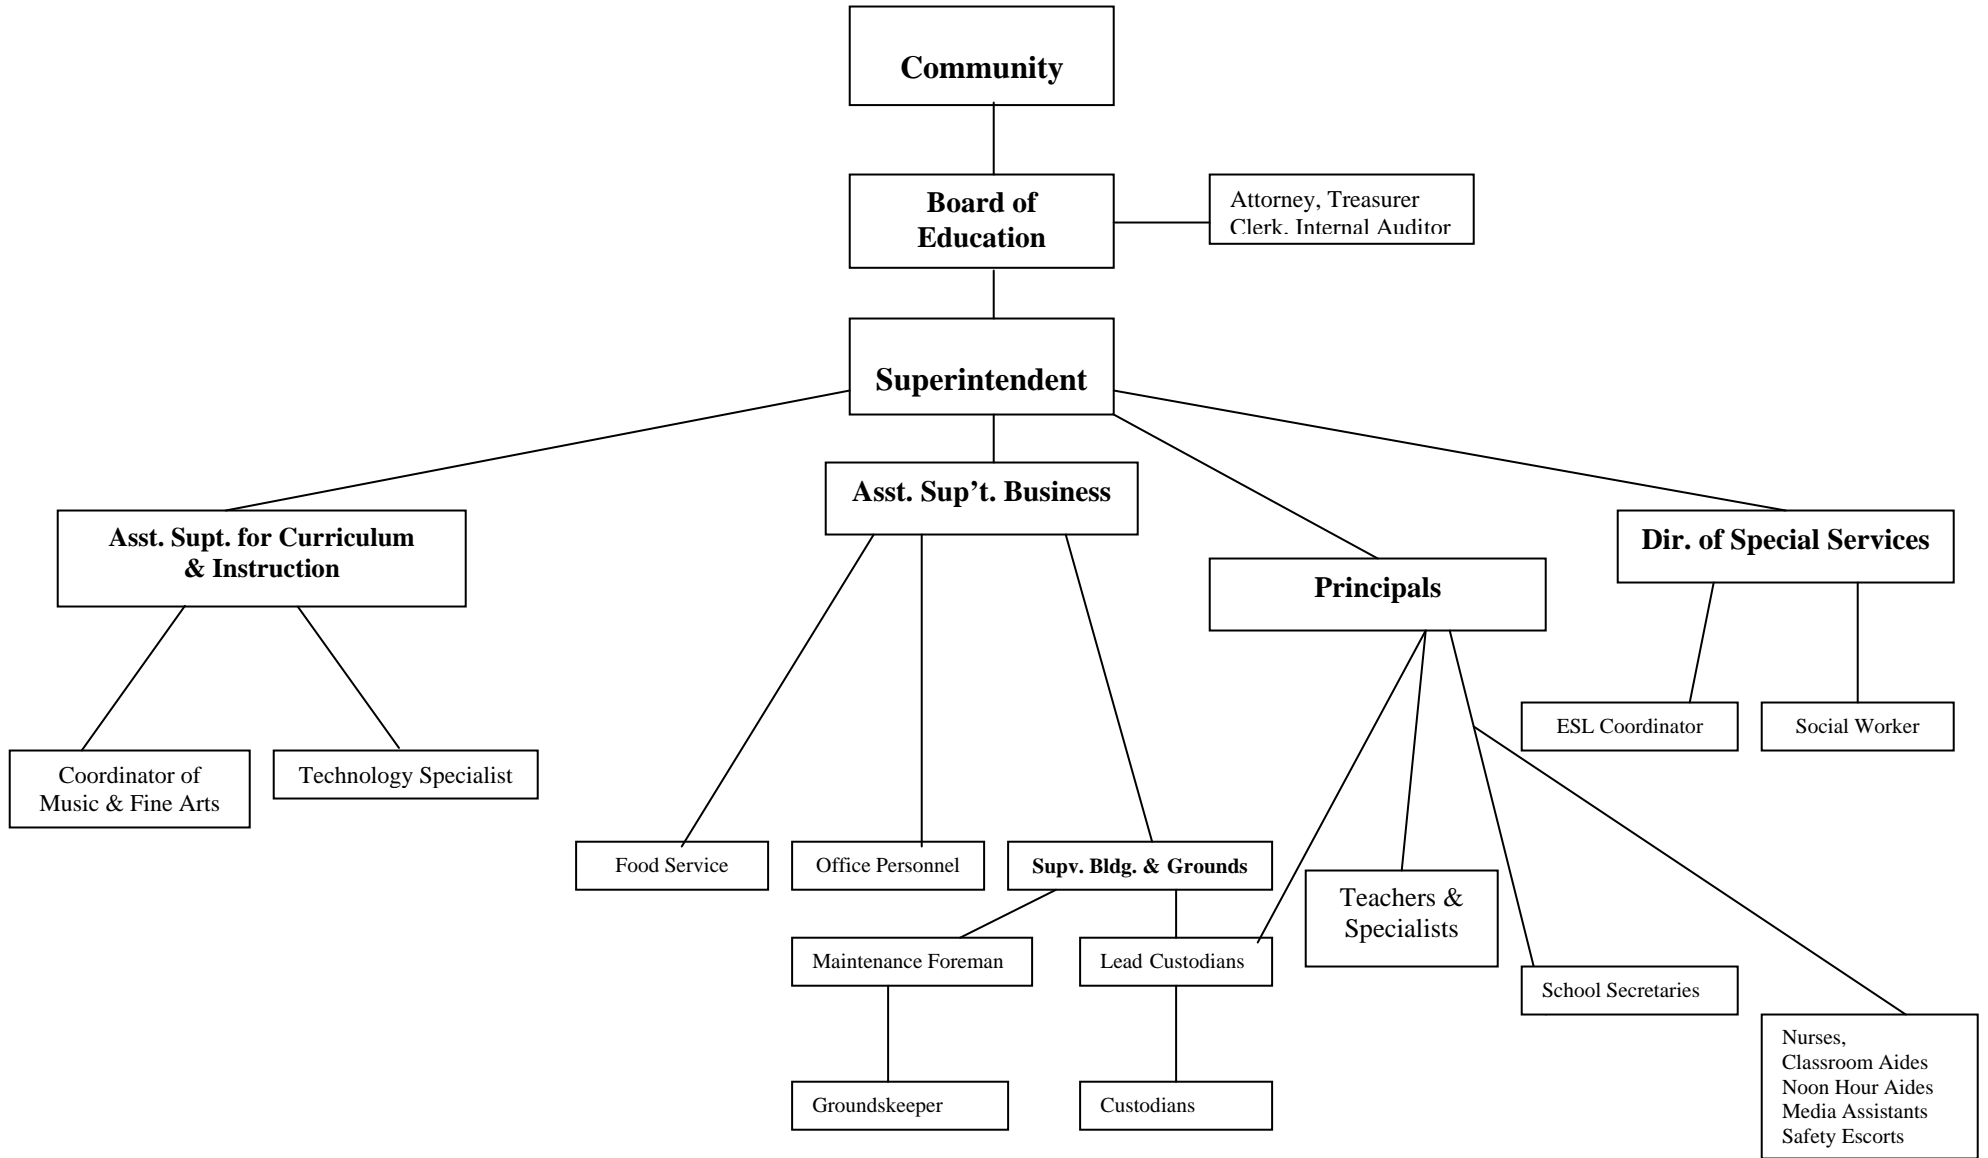 Community
Board of
Education
Attorney, Treasurer
Clerk, Internal Auditor
Superintendent
Asst. Sup’t. Business
Asst. Supt. for Curriculum
& Instruction
Dir. of Special Services
Principals
ESL Coordinator
Social Worker
Coordinator of
Music & Fine Arts
Technology Specialist
Food Service
Office Personnel
Supv. Bldg. & Grounds
Teachers &
Specialists
Maintenance Foreman
Lead Custodians
School Secretaries
Nurses,
Classroom Aides
Noon Hour Aides
Media Assistants
Safety Escorts
Groundskeeper
Custodians